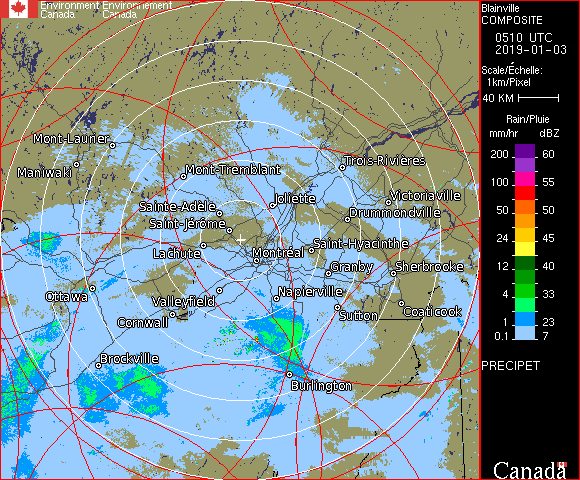 Environment Environnement
Canada Canada
Blainville
COMPOSITE
0510 UTC
2019-01-03
Scale/Échelle:
1km/Pixel
40 KM
Rain/Pluie
mm/hr dBZ
200 60
100 55
50 50
24 45
12 40
4 33
1 23
0.1 7
PRECIPET
Canada
Mont-Laurier
Maniwaki
Mont-Tremblant
Trois-Rivieres
Sainte-Adele
Joliette
Victoriaville
Drummondville
Saint-Jérôme
Lachute
Montréal
Saint-Hyacinthe
Granby
Sherbrooke
Ottawa
Valleyfield
Napierville
Cornwall
Sutton
Coaticook
Brockville
Burlington